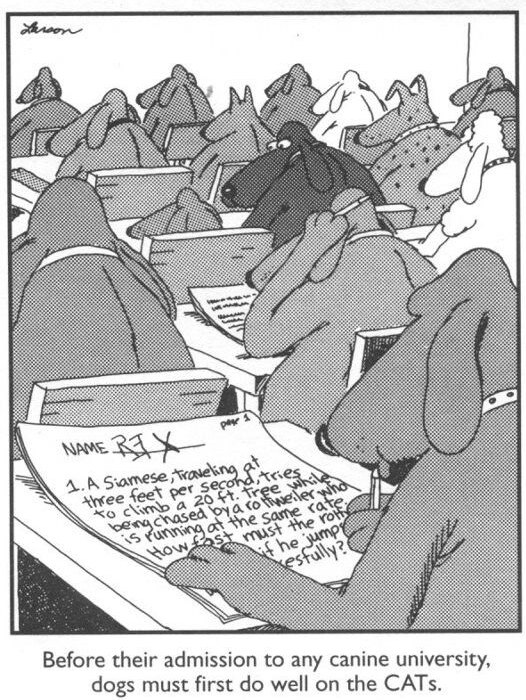 Larson
page 1
NAME REX
1. A Siamese, traveling at
three feet per second, tries
to climb a 20 ft. tree while
being chased by a rottweiler who
is running at the same rate.
How fast must the rott
if he jump
esfully?
Before their admission to any canine university,
dogs must first do well on the CATs.